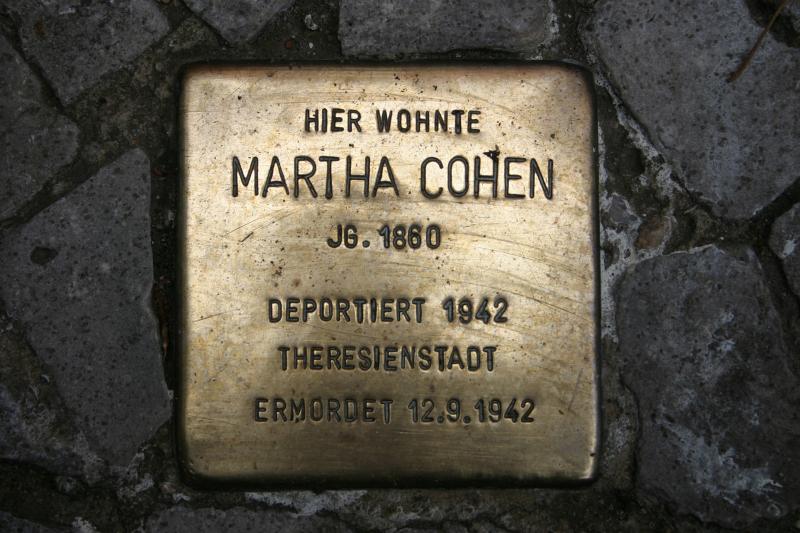 HIER WOHNTE
MARTHA COHEN
JG. 1860
DEPORTIERT 1942
THERESIENSTADT
ERMORDET 12.9.1942